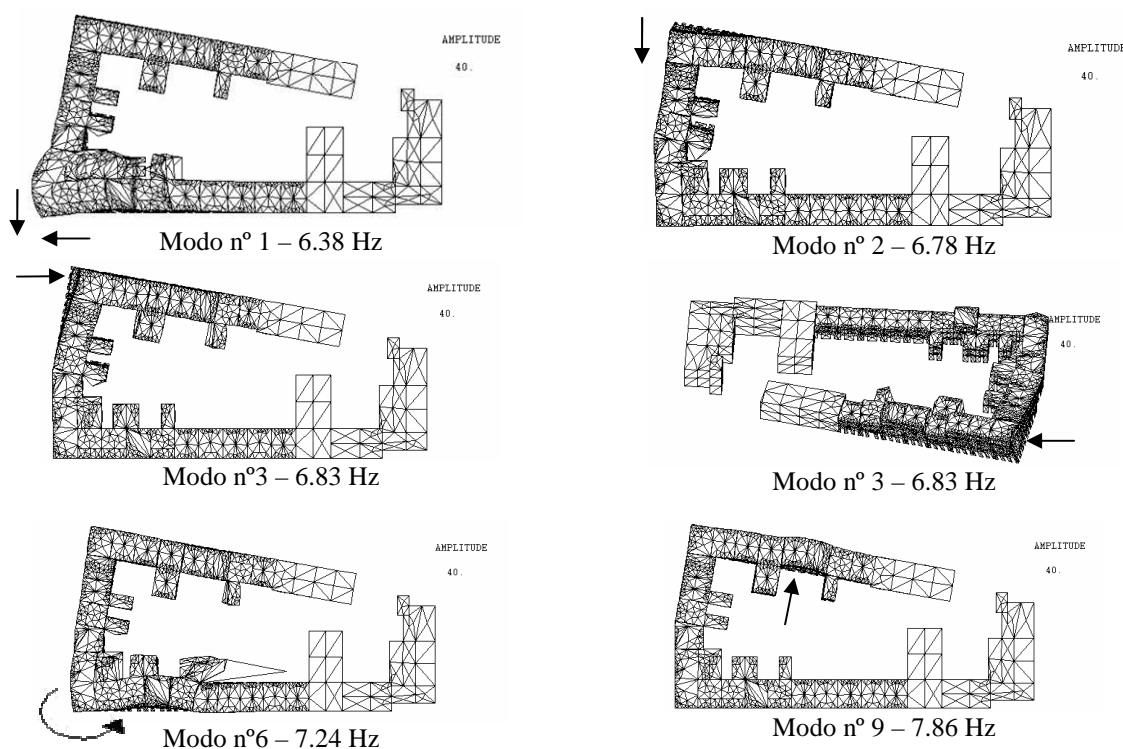 AMPLITUDE
40.
Modo nº 1 – 6.38 Hz
AMPLITUDE
40.
Modo nº 2 – 6.78 Hz
AMPLITUDE
40.
Modo nº3 – 6.83 Hz
AMPLITUDE
40.
Modo nº 3 – 6.83 Hz
AMPLITUDE
40.
Modo nº6 – 7.24 Hz
AMPLITUDE
40.
Modo nº 9 – 7.86 Hz